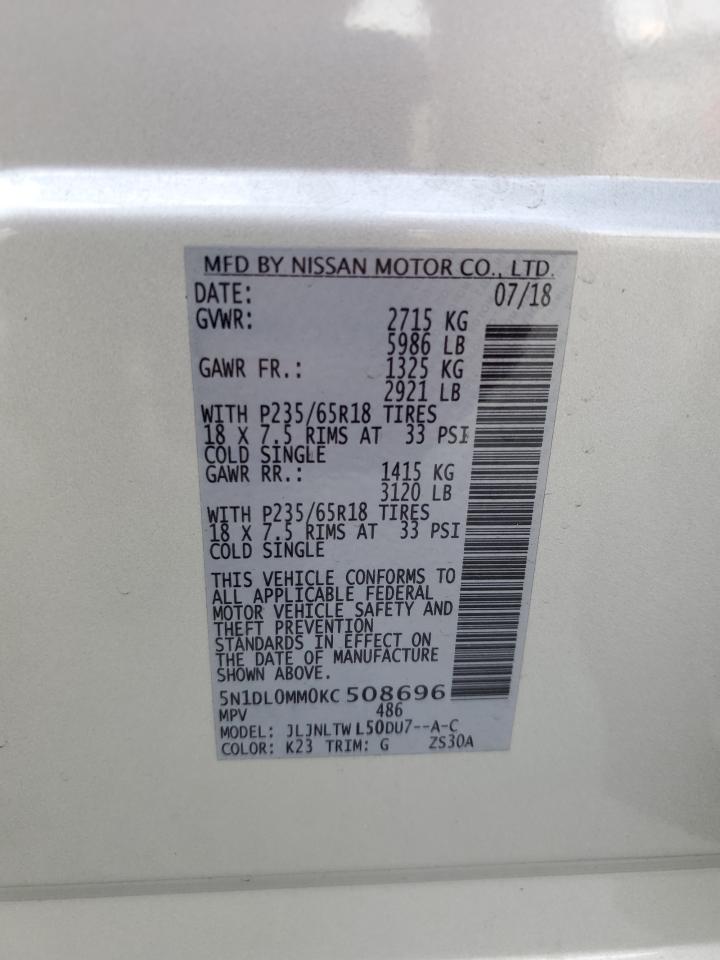 MFD BY NISSAN MOTOR CO., LTD.
DATE: 07/18
GVWR: 2715 KG
5986 LB
GAWR FR.: 1325 KG
2921 LB
WITH P235/65R18 TIRES
18 X 7.5 RIMS AT 33 PSI
COLD SINGLE
GAWR RR.: 1415 KG
3120 LB
WITH P235/65R18 TIRES
18 X 7.5 RIMS AT 33 PSI
COLD SINGLE
THIS VEHICLE CONFORMS TO
ALL APPLICABLE FEDERAL
MOTOR VEHICLE SAFETY AND
THEFT PREVENTION
STANDARDS IN EFFECT ON
THE DATE OF MANUFACTURE
SHOWN ABOVE.
5N1DL0MM0KC 508696
MPV 486
MODEL: JLJNLTW L50DU7--A-C
COLOR: K23 TRIM: G ZS30A